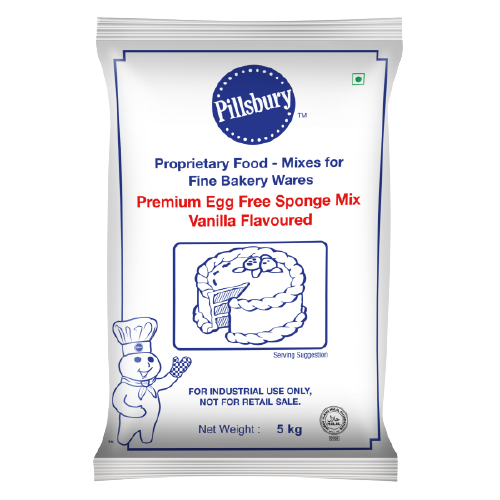 Pillsbury
TM
Proprietary Food - Mixes for
Fine Bakery Wares
Premium Egg Free Sponge Mix
Vanilla Flavoured
Serving Suggestion
FOR INDUSTRIAL USE ONLY,
NOT FOR RETAIL SALE.
Net Weight : 5 kg